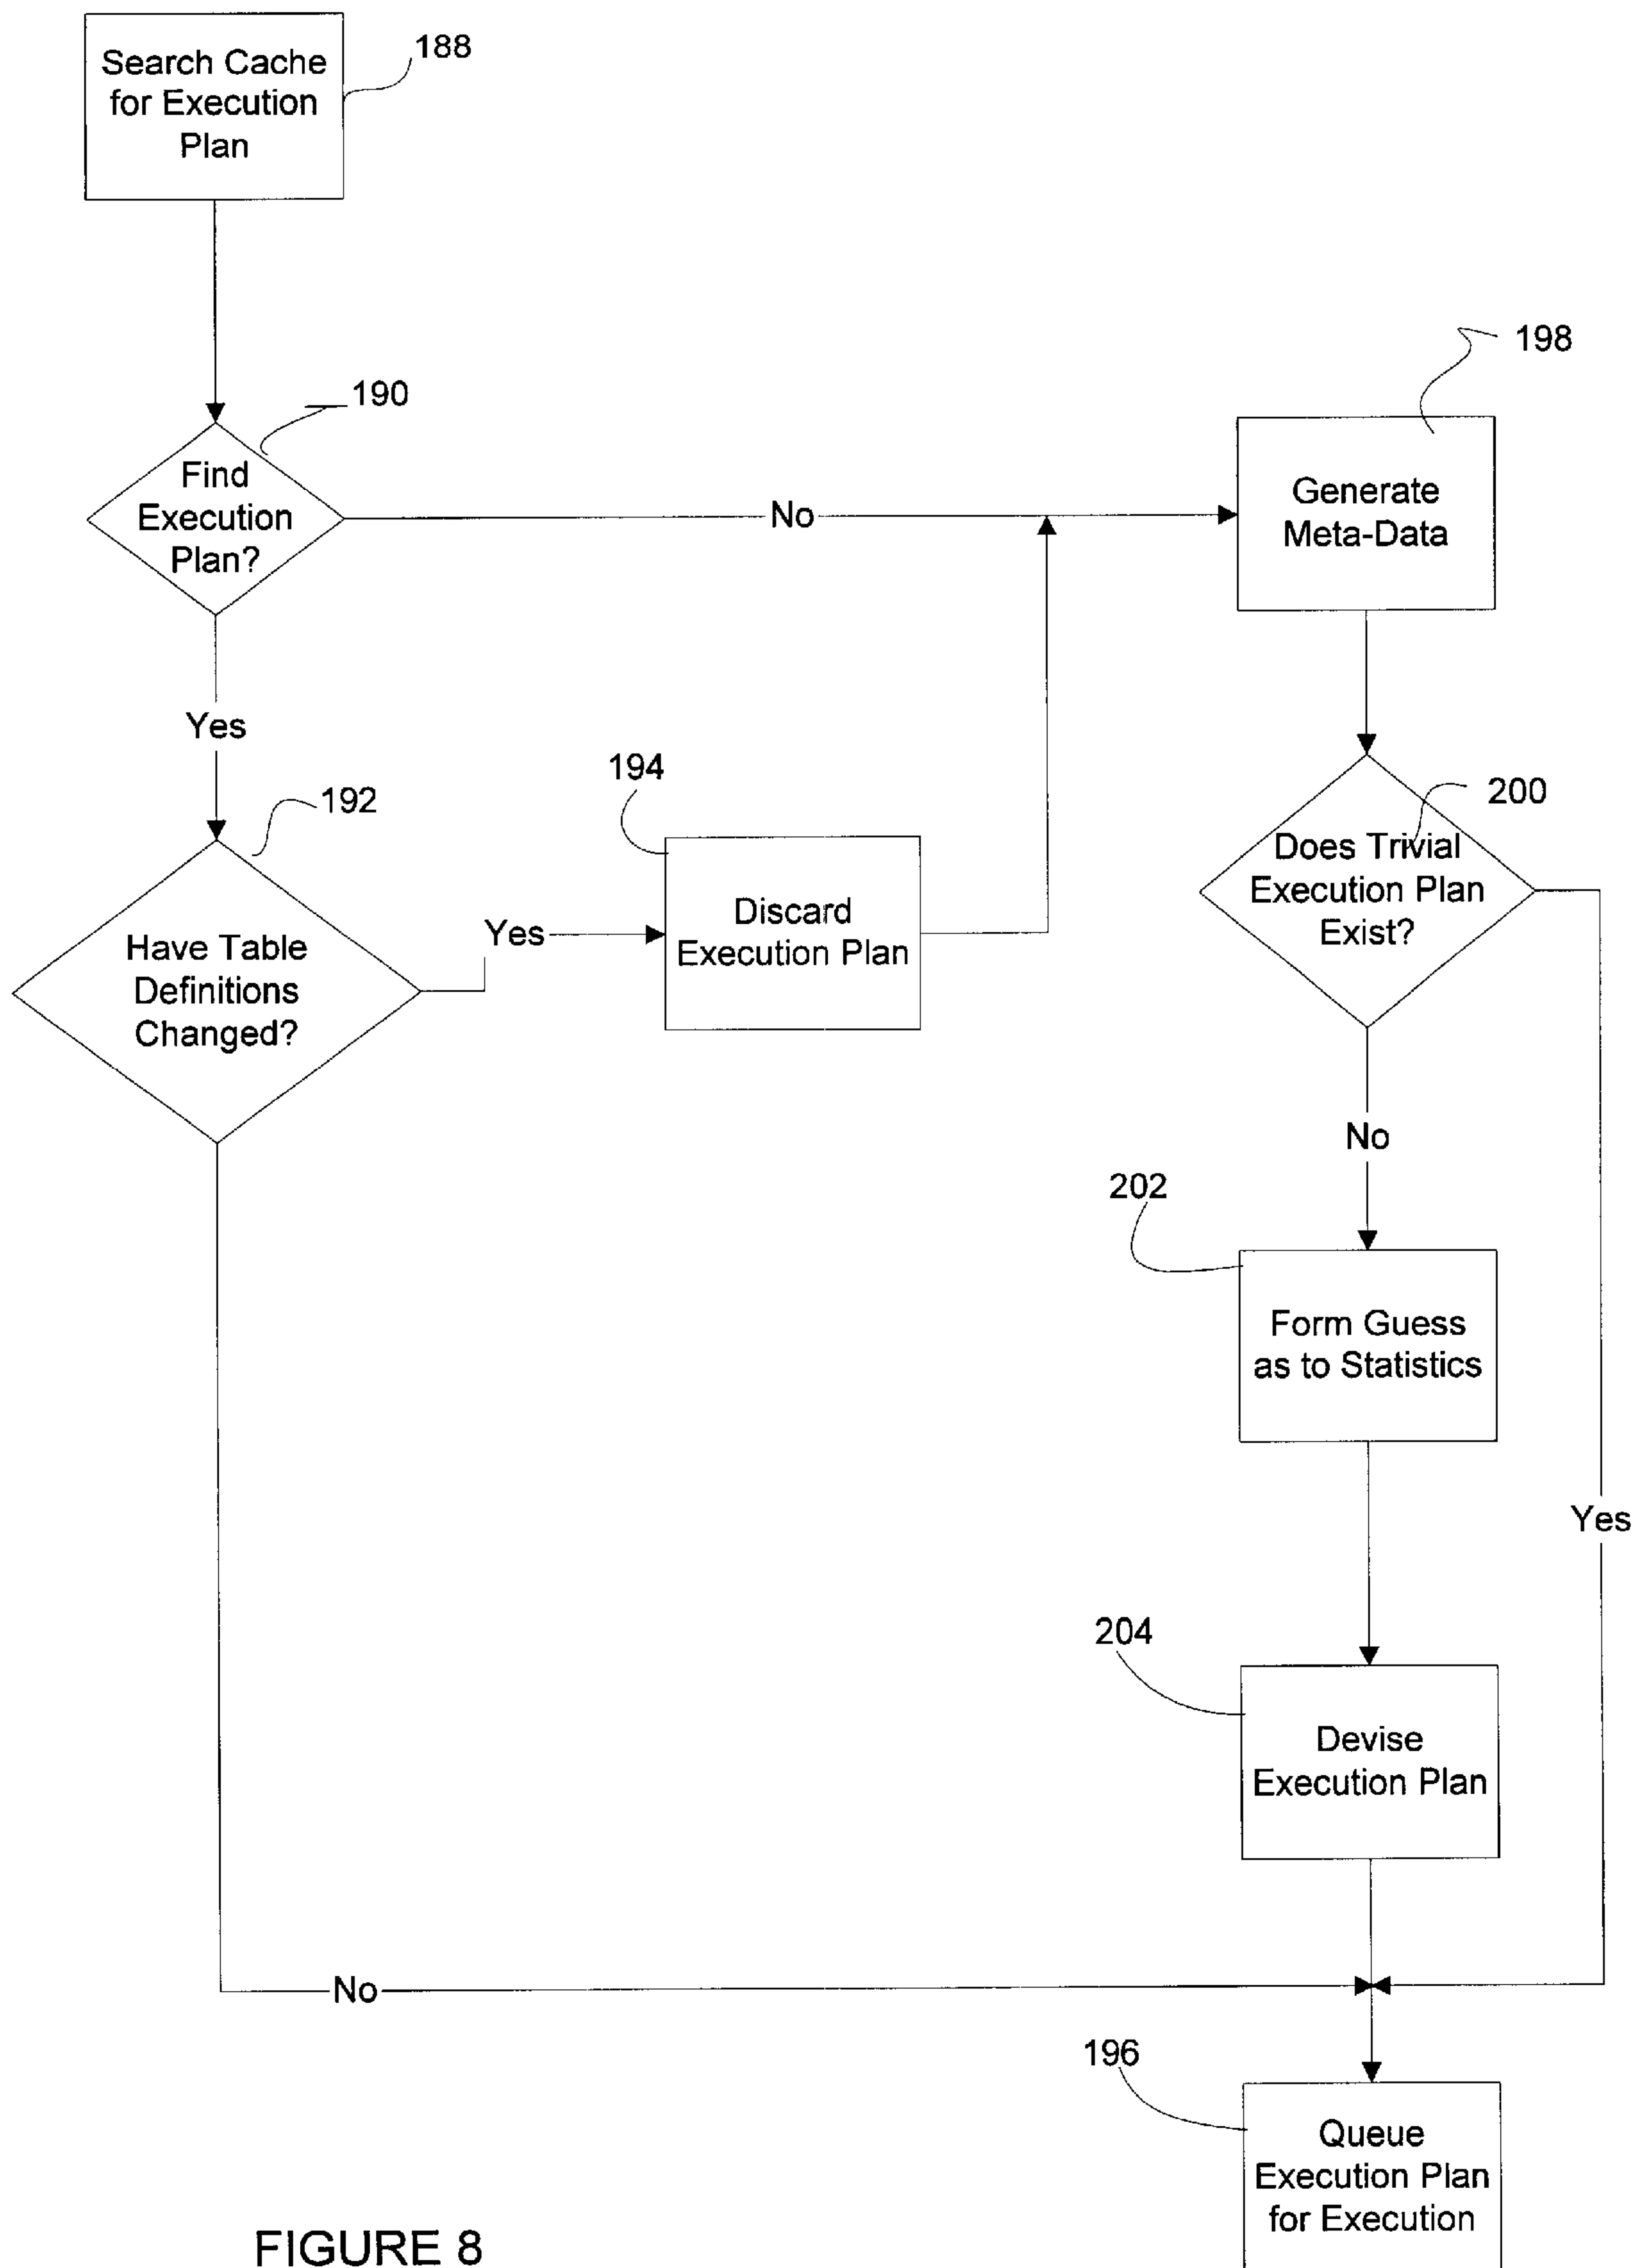 Search Cache
for Execution
Plan
188
190
Find
Execution
Plan?
No
198
Generate
Meta-Data
Yes
192
Have Table
Definitions
Changed?
Yes
194
Discard
Execution Plan
200
Does Trivial
Execution Plan
Exist?
No
202
Form Guess
as to Statistics
Yes
204
Devise
Execution Plan
No
196
Queue
Execution Plan
for Execution
FIGURE 8